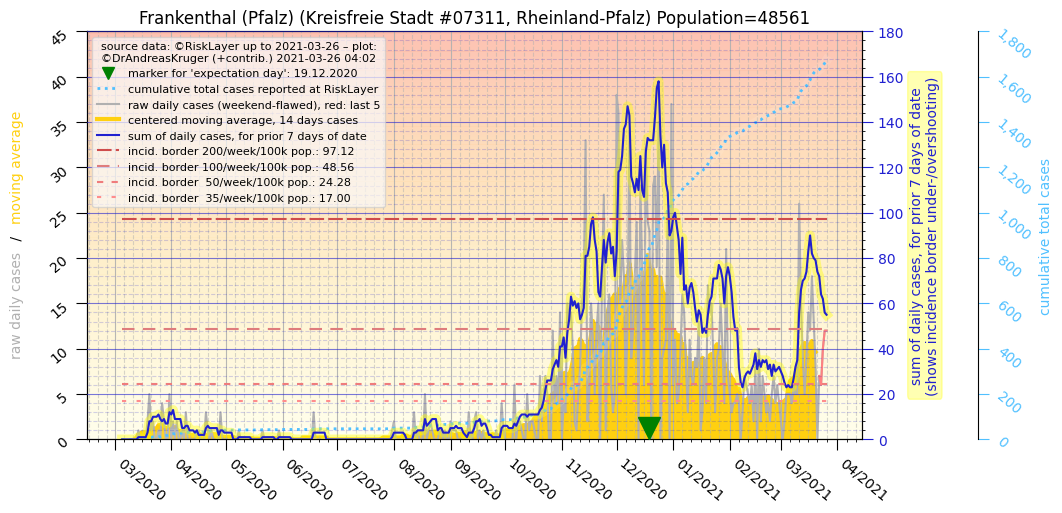 Frankenthal (Pfalz) (Kreisfreie Stadt #07311, Rheinland-Pfalz) Population=48561
source data: ©RiskLayer up to 2021-03-26 – plot:
©DrAndreasKruger (+contrib.) 2021-03-26 04:02
marker for 'expectation day': 19.12.2020
cumulative total cases reported at RiskLayer
raw daily cases (weekend-flawed), red: last 5
centered moving average, 14 days cases
sum of daily cases, for prior 7 days of date
incid. border 200/week/100k pop.: 97.12
incid. border 100/week/100k pop.: 48.56
incid. border  50/week/100k pop.: 24.28
incid. border  35/week/100k pop.: 17.00
raw daily cases / moving average
45
40
35
30
25
20
15
10
5
0
180
160
140
120
100
80
60
40
20
0
sum of daily cases, for prior 7 days of date
(shows incidence border under-/overshooting)
1,800
1,600
1,400
1,200
1,000
800
600
400
200
0
cumulative total cases
03/2020
04/2020
05/2020
06/2020
07/2020
08/2020
09/2020
10/2020
11/2020
12/2020
01/2021
02/2021
03/2021
04/2021